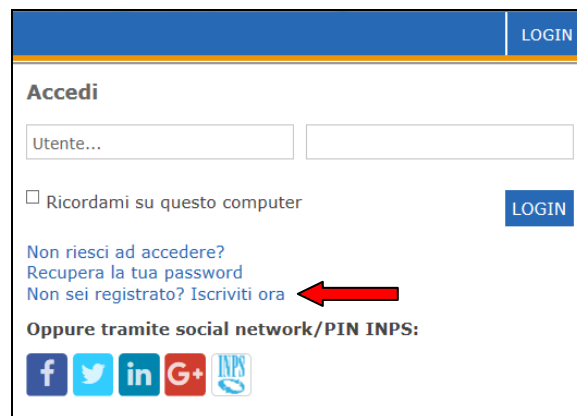 LOGIN
Accedi
Utente...
Ricordami su questo computer
LOGIN
Non riesci ad accedere?
Recupera la tua password
Non sei registrato? Iscriviti ora
Oppure tramite social network/PIN INPS:
f in G+ INPS